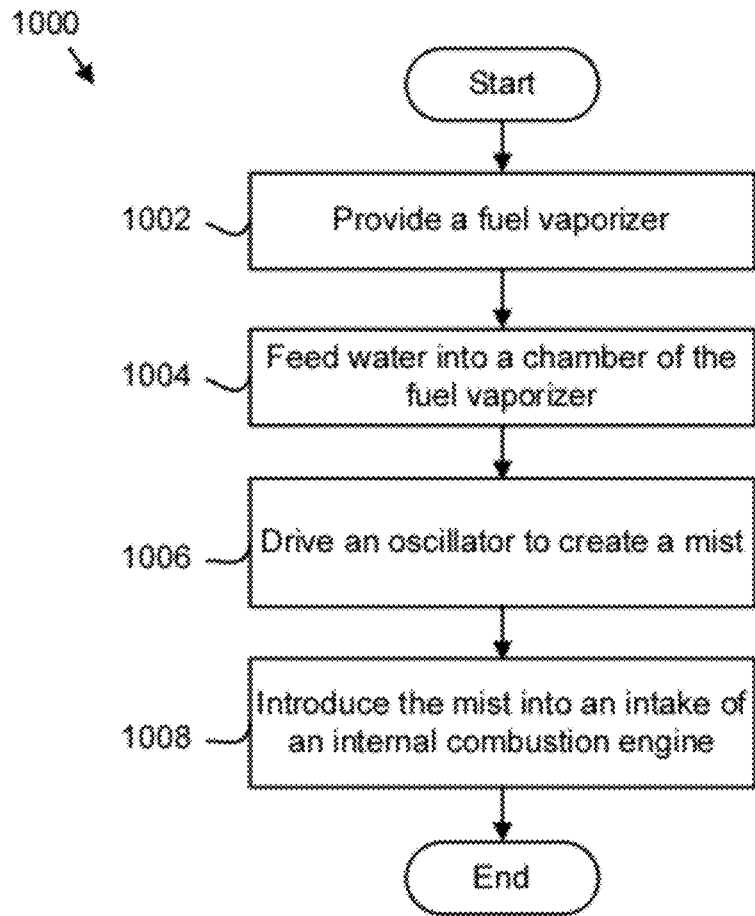 1000
Start
1002
Provide a fuel vaporizer
1004
Feed water into a chamber of the
fuel vaporizer
1006
Drive an oscillator to create a mist
1008
Introduce the mist into an intake of
an internal combustion engine
End